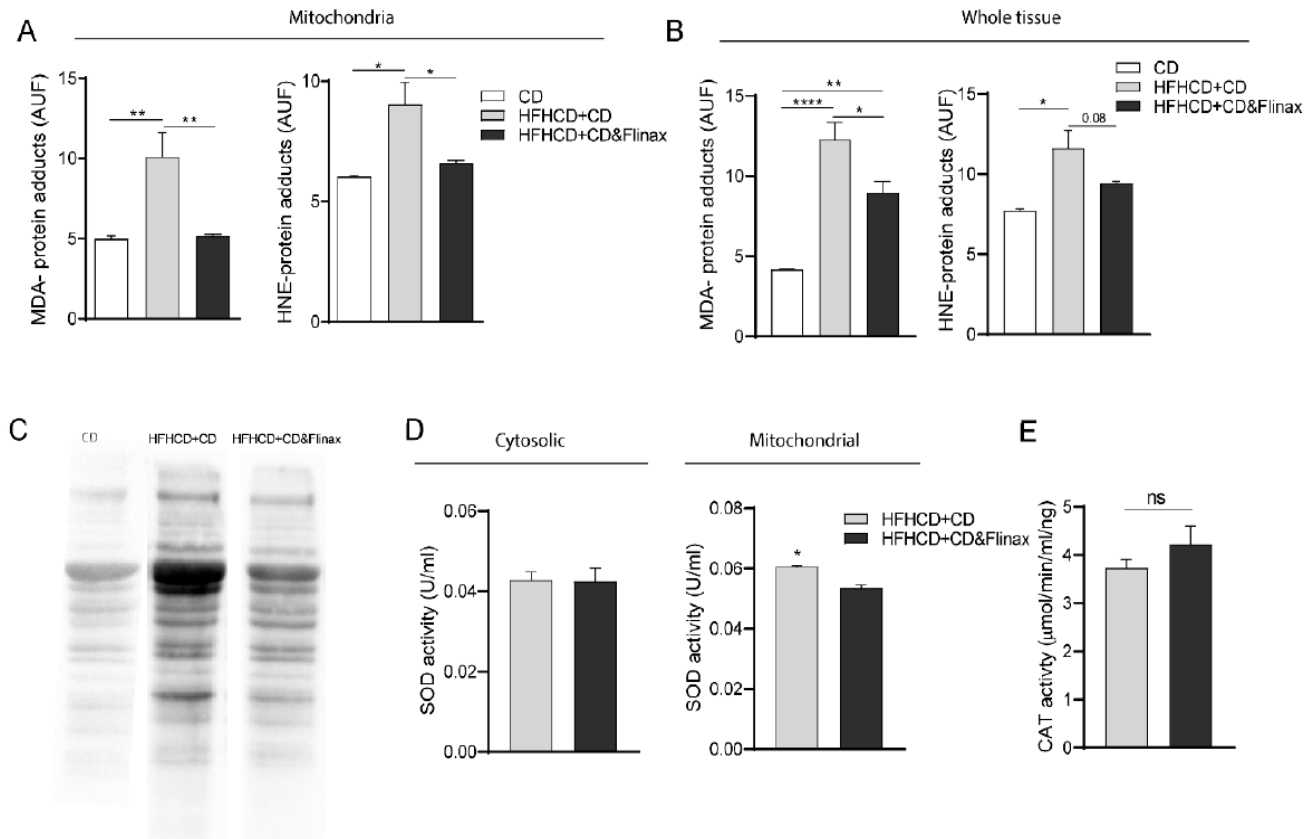 A
Mitochondria
MDA- protein adducts (AUF)
15
10
5
0
**
**
HNE-protein adducts (AUF)
10
5
0
*
*
CD
HFHCD+CD
HFHCD+CD&Flinax
B
Whole tissue
MDA- protein adducts (AUF)
15
10
5
0
**
****
*
HNE-protein adducts (AUF)
15
10
5
0
*
0.08
CD
HFHCD+CD
HFHCD+CD&Flinax
C
CD
HFHCD+CD
HFHCD+CD&Flinax
D
Cytosolic
SOD activity (U/ml)
0.06
0.04
0.02
0.00
Mitochondrial
SOD activity (U/ml)
0.08
0.06
0.04
0.02
0.00
*
HFHCD+CD
HFHCD+CD&Flinax
E
CAT activty (µmol/min/ml/ng)
5
4
3
2
1
0
ns